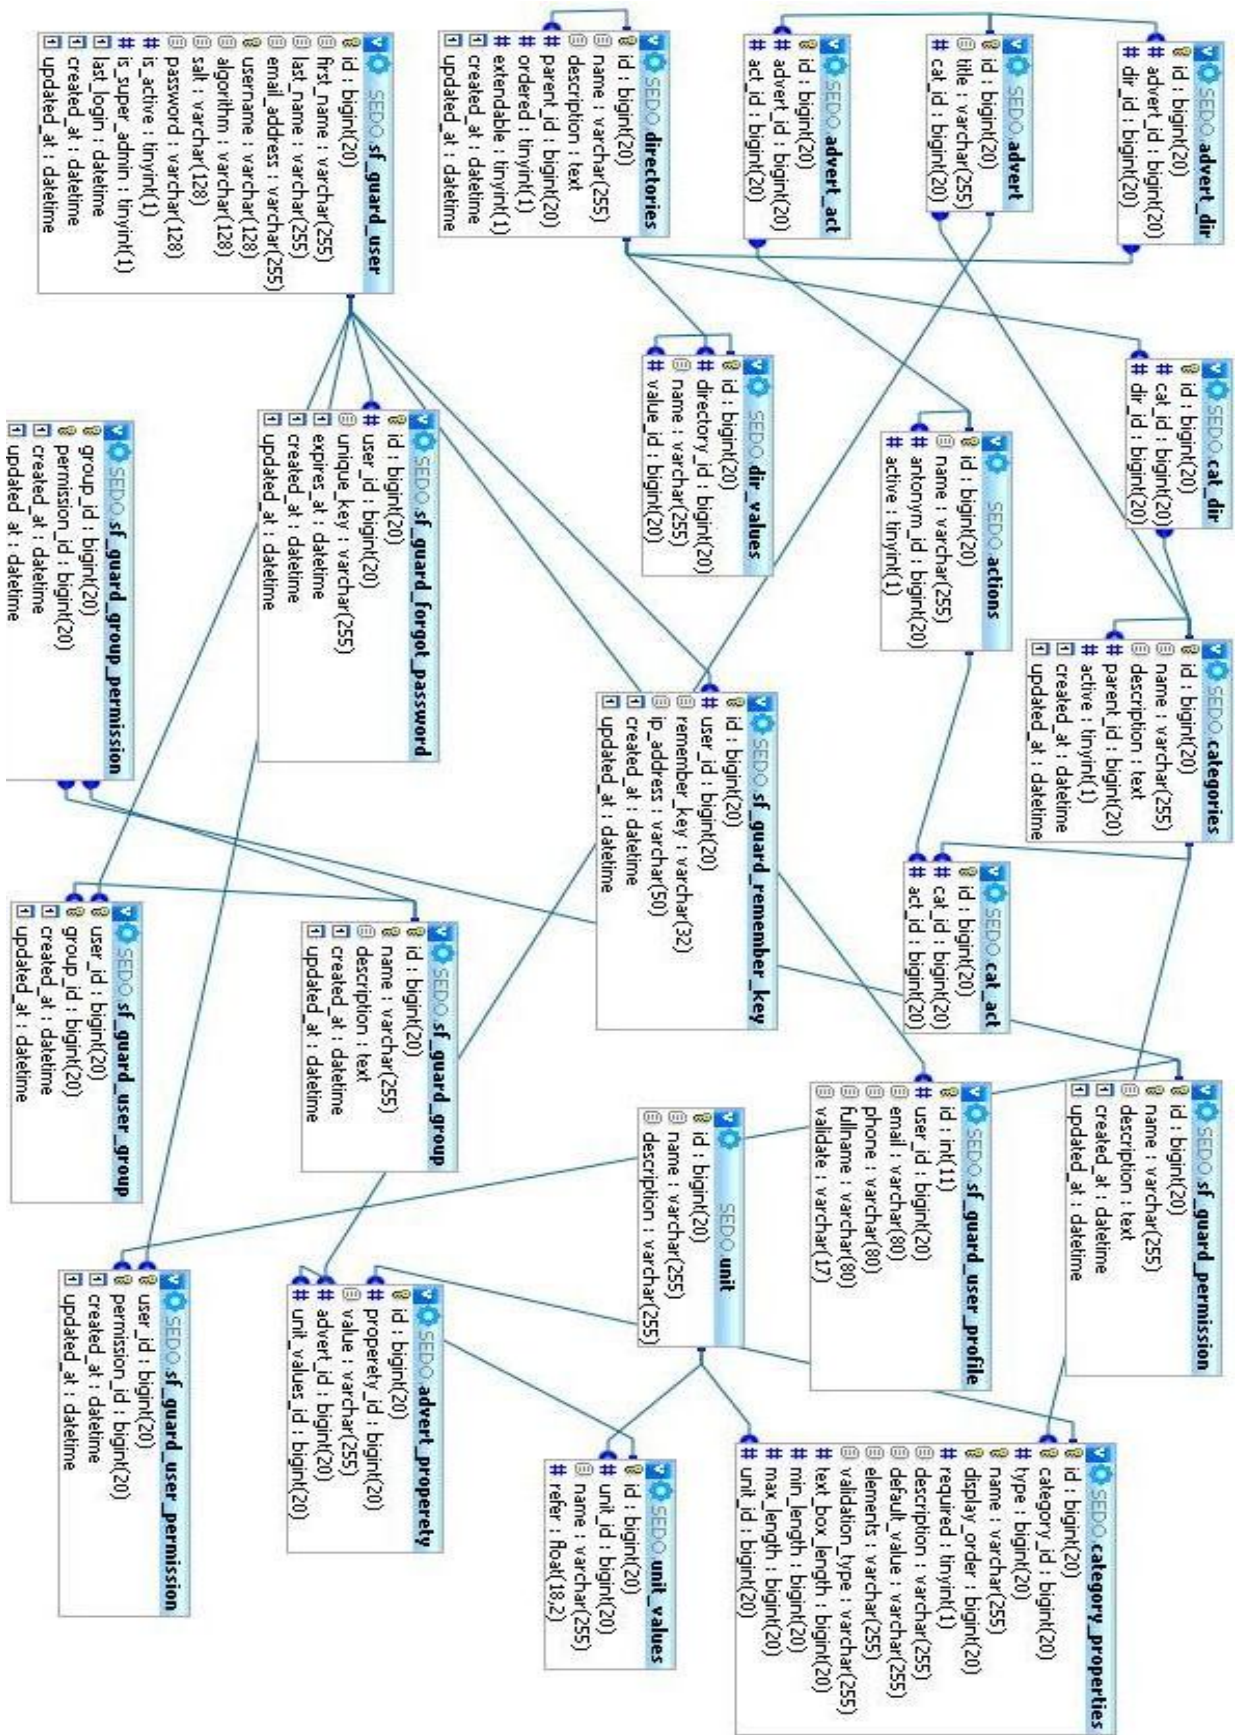 SEDO.advert_dir
id : bigint(20)
advert_id : bigint(20)
dir_id : bigint(20)
SEDO.cat_dir
id : bigint(20)
cat_id : bigint(20)
dir_id : bigint(20)
SEDO.categories
id : bigint(20)
name : varchar(255)
description : text
parent_id : bigint(20)
active : tinyint(1)
created_at : datetime
updated_at : datetime
SEDO.sf_guard_permission
id : bigint(20)
name : varchar(255)
description : text
created_at : datetime
updated_at : datetime
SEDO.category_properties
id : bigint(20)
category_id : bigint(20)
type : bigint(20)
name : varchar(255)
display_order : bigint(20)
required : tinyint(1)
description : varchar(255)
default_value : varchar(255)
elements : varchar(255)
validation_type : varchar(255)
text_box_length : bigint(20)
min_length : bigint(20)
max_length : bigint(20)
unit_id : bigint(20)
SEDO.advert
id : bigint(20)
title : varchar(255)
cat_id : bigint(20)
SEDO.actions
id : bigint(20)
name : varchar(255)
antonym_id : bigint(20)
active : tinyint(1)
SEDO.cat_act
id : bigint(20)
cat_id : bigint(20)
act_id : bigint(20)
SEDO.sf_guard_user_profile
id : int(11)
user_id : bigint(20)
email : varchar(80)
phone : varchar(80)
fullname : varchar(80)
validate : varchar(17)
SEDO.advert_act
id : bigint(20)
advert_id : bigint(20)
act_id : bigint(20)
SEDO.dir_values
id : bigint(20)
directory_id : bigint(20)
name : varchar(255)
value_id : bigint(20)
SEDO.sf_guard_remember_key
id : bigint(20)
user_id : bigint(20)
remember_key : varchar(32)
ip_address : varchar(50)
created_at : datetime
updated_at : datetime
SEDO.unit
id : bigint(20)
name : varchar(255)
description : varchar(255)
SEDO.unit_values
id : bigint(20)
unit_id : bigint(20)
name : varchar(255)
refer : float(18,2)
SEDO.directories
id : bigint(20)
name : varchar(255)
description : text
parent_id : bigint(20)
ordered : tinyint(1)
extendable : tinyint(1)
created_at : datetime
updated_at : datetime
SEDO.sf_guard_forgot_password
id : bigint(20)
user_id : bigint(20)
unique_key : varchar(255)
expires_at : datetime
created_at : datetime
updated_at : datetime
SEDO.sf_guard_group
id : bigint(20)
name : varchar(255)
description : text
created_at : datetime
updated_at : datetime
SEDO.advert_properety
id : bigint(20)
properety_id : bigint(20)
value : varchar(255)
advert_id : bigint(20)
unit_values_id : bigint(20)
SEDO.sf_guard_user
id : bigint(20)
first_name : varchar(255)
last_name : varchar(255)
email_address : varchar(255)
username : varchar(128)
algorithm : varchar(128)
salt : varchar(128)
password : varchar(128)
is_active : tinyint(1)
is_super_admin : tinyint(1)
last_login : datetime
created_at : datetime
updated_at : datetime
SEDO.sf_guard_group_permission
group_id : bigint(20)
permission_id : bigint(20)
created_at : datetime
updated_at : datetime
SEDO.sf_guard_user_group
user_id : bigint(20)
group_id : bigint(20)
created_at : datetime
updated_at : datetime
SEDO.sf_guard_user_permission
user_id : bigint(20)
permission_id : bigint(20)
created_at : datetime
updated_at : datetime